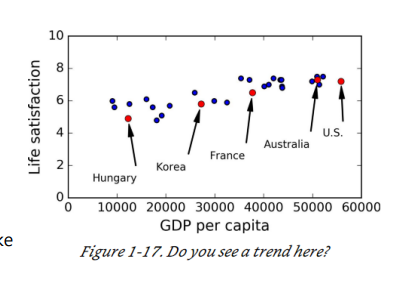 10
8
6
4
2
0
Life satisfaction
Hungary
Korea
France
Australia
U.S.
0 10000 20000 30000 40000 50000 60000
GDP per capita
ke
Figure 1-17. Do you see a trend here?